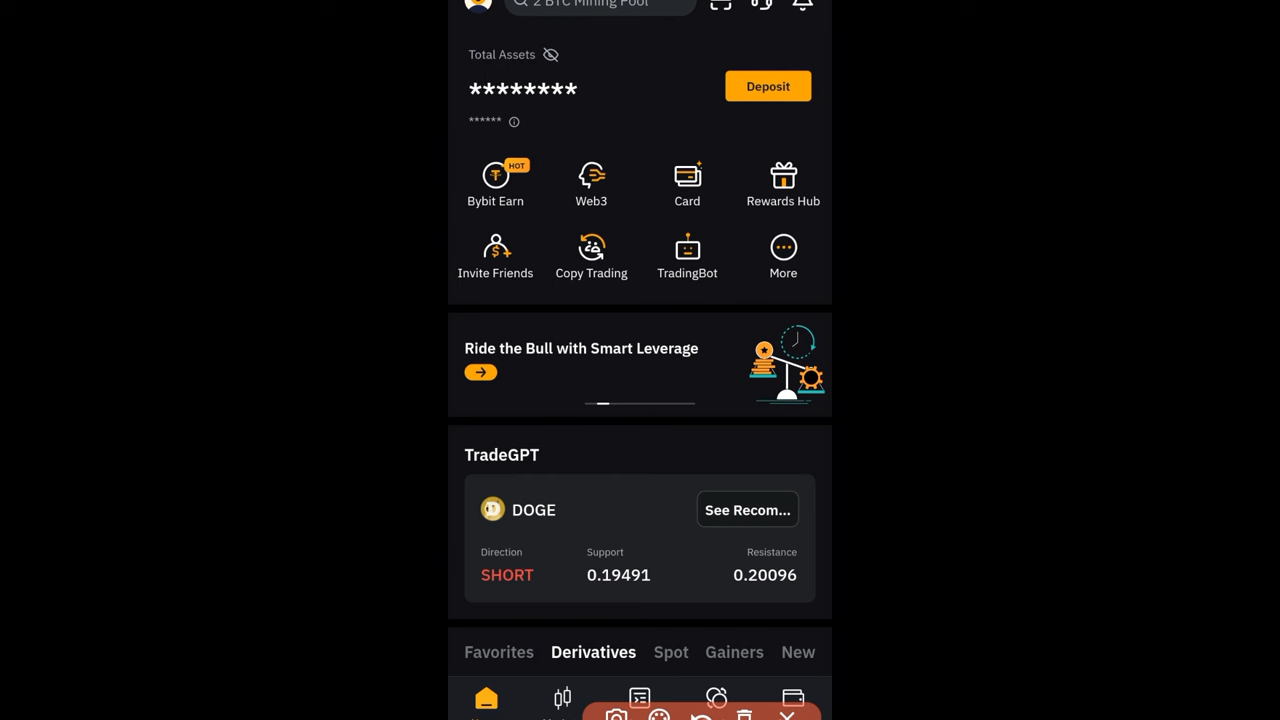 2 BTC Mining Pool
Total Assets
********
Deposit
******
HOT
Bybit Earn
Web3
Card
Rewards Hub
Invite Friends
Copy Trading
TradingBot
More
Ride the Bull with Smart Leverage
TradeGPT
DOGE
See Recom...
Direction
Support
Resistance
SHORT
0.19491
0.20096
Favorites
Derivatives
Spot
Gainers
New